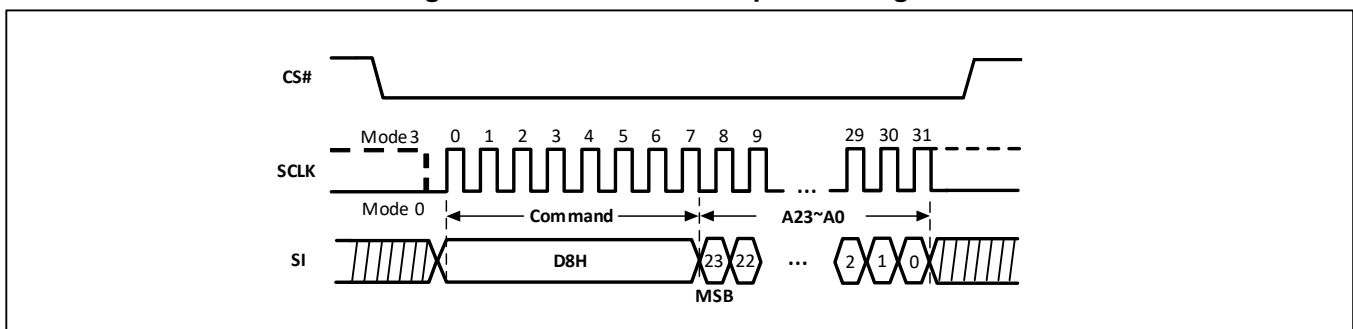 CS#
Mode 3 0 1 2 3 4 5 6 7 8 9 29 30 31
SCLK
...
Mode 0
Command A23~A0
SI D8H 23 22 ... 2 1 0
MSB